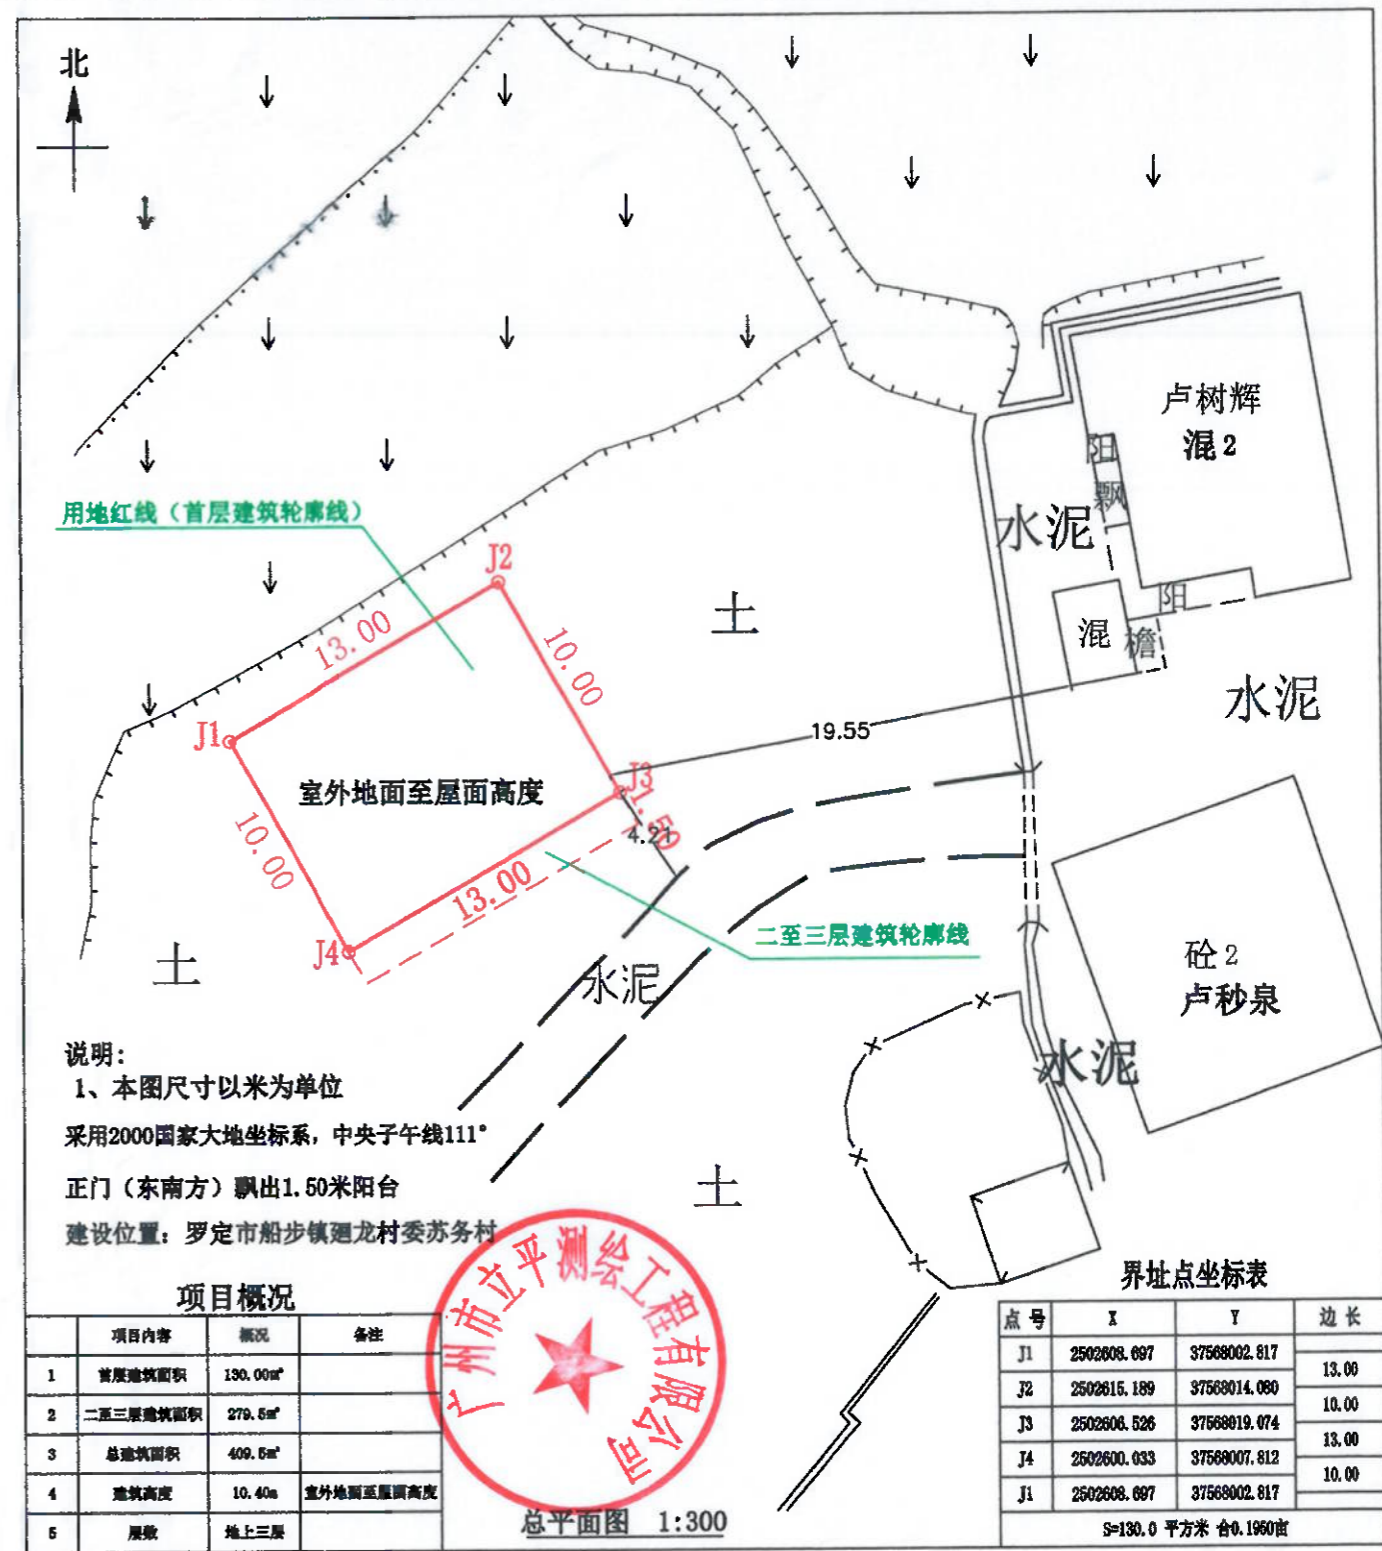 北
用地红线（首层建筑轮廓线）
卢树辉
混2
阳
飘
水泥
阳
混
檐
水泥
土
J2
13.00
10.00
J1
19.55
J3
室外地面至屋面高度
1.50
4.21
10.00
13.00
二至三层建筑轮廓线
J4
土
水泥
砼2
卢秒泉
水泥
土
说明：
1、本图尺寸以米为单位
采用2000国家大地坐标系，中央子午线111°
正门（东南方）飘出1.50米阳台
建设位置：罗定市船步镇廻龙村委苏务村
广州市立平测绘工程有限公司
项目概况
项目内容 概况 备注
1 首层建筑面积 130.00㎡
2 二至三层建筑面积 279.5㎡
3 总建筑面积 409.5㎡
4 建筑高度 10.40m 室外地面至屋面高度
5 层数 地上三层
总平面图 1:300
界址点坐标表
点号 X Y 边长
J1 2502608.697 37568002.817
13.00
J2 2502615.189 37568014.080
10.00
J3 2502606.526 37568019.074
13.00
J4 2502600.033 37568007.812
10.00
J1 2502608.697 37568002.817
S=130.0 平方米 合0.1950亩